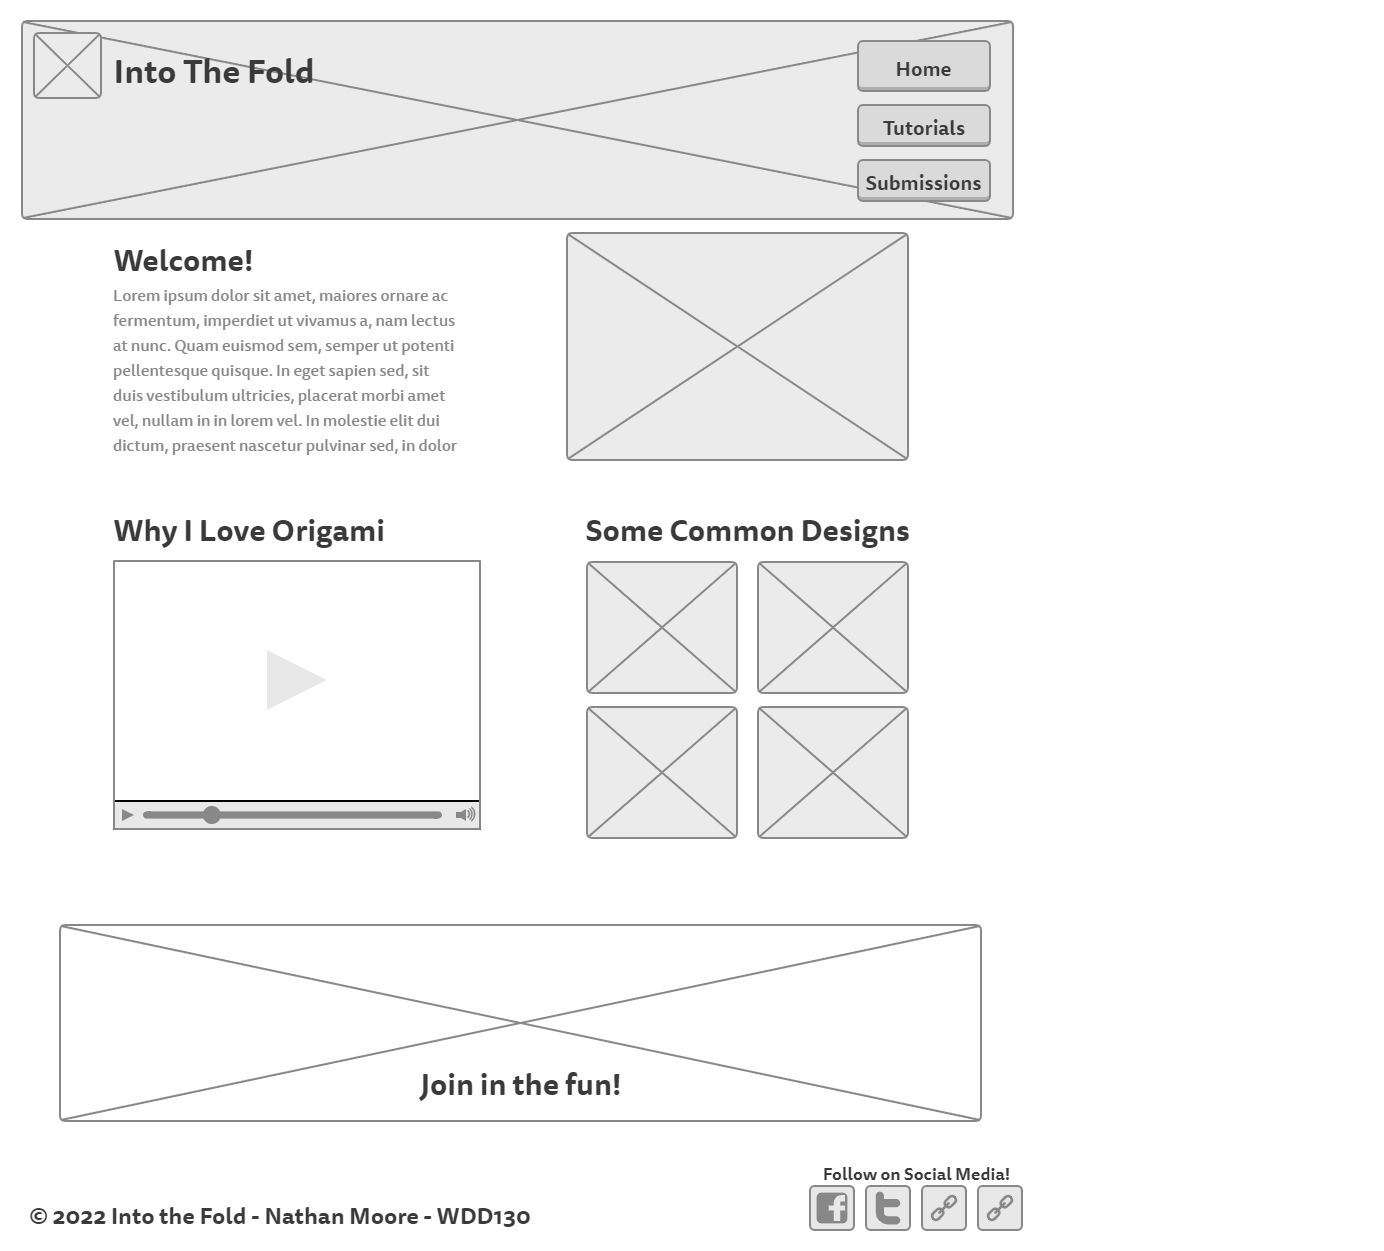 Into The Fold
Home
Tutorials
Submissions
Welcome!
Lorem ipsum dolor sit amet, maiores ornare ac
fermentum, imperdiet ut vivamus a, nam lectus
at nunc. Quam euismod sem, semper ut potenti
pellentesque quisque. In eget sapien sed, sit
duis vestibulum ultricies, placerat morbi amet
vel, nullam in in lorem vel. In molestie elit dui
dictum, praesent nascetur pulvinar sed, in dolor
Why I Love Origami
Some Common Designs
Join in the fun!
Follow on Social Media!
© 2022 Into the Fold - Nathan Moore - WDD130